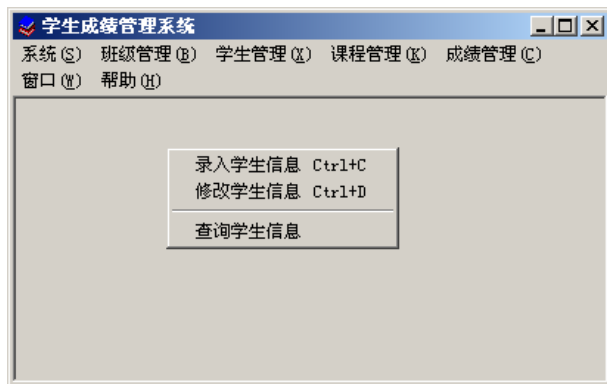 学生成绩管理系统
系统(S) 班级管理(B) 学生管理(X) 课程管理(K) 成绩管理(C)
窗口(W) 帮助(H)
录入学生信息 Ctrl+C
修改学生信息 Ctrl+D
查询学生信息